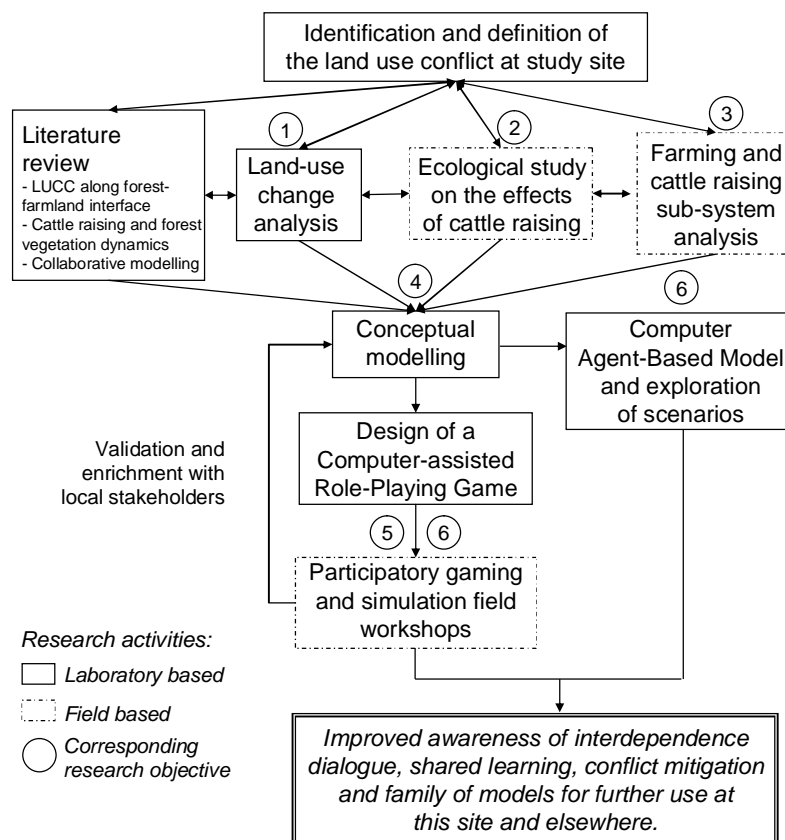 Identification and definition of
the land use conflict at study site
Literature
review
- LUCC along forest-
farmland interface
- Cattle raising and forest
vegetation dynamics
- Collaborative modelling
1
Land-use
change
analysis
2
Ecological study
on the effects
of cattle raising
3
Farming and
cattle raising
sub-system
analysis
4
Conceptual
modelling
6
Computer
Agent-Based Model
and exploration
of scenarios
Design of a
Computer-assisted
Role-Playing Game
Validation and
enrichment with
local stakeholders
5
6
Participatory gaming
and simulation field
workshops
Research activities:
Laboratory based
Field based
Corresponding
research objective
Improved awareness of interdependence
dialogue, shared learning, conflict mitigation
and family of models for further use at
this site and elsewhere.